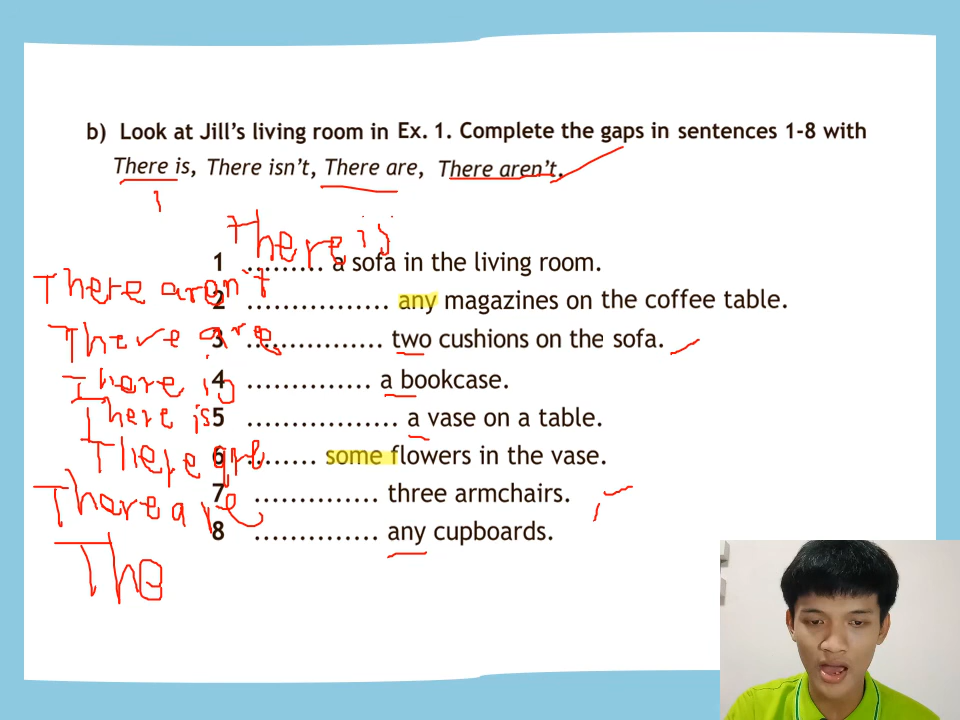 b) Look at Jill's living room in Ex. 1. Complete the gaps in sentences 1-8 with
There is, There isn't, There are, There aren't.
There is
1 ......... a sofa in the living room.
There aren't
2 ................ any magazines on the coffee table.
There are
3 ............... two cushions on the sofa.
There is
4 .............. a bookcase.
There is
5 ................. a vase on a table.
There are
6 ........ some flowers in the vase.
There are
7 .............. three armchairs.
8 .............. any cupboards.
The